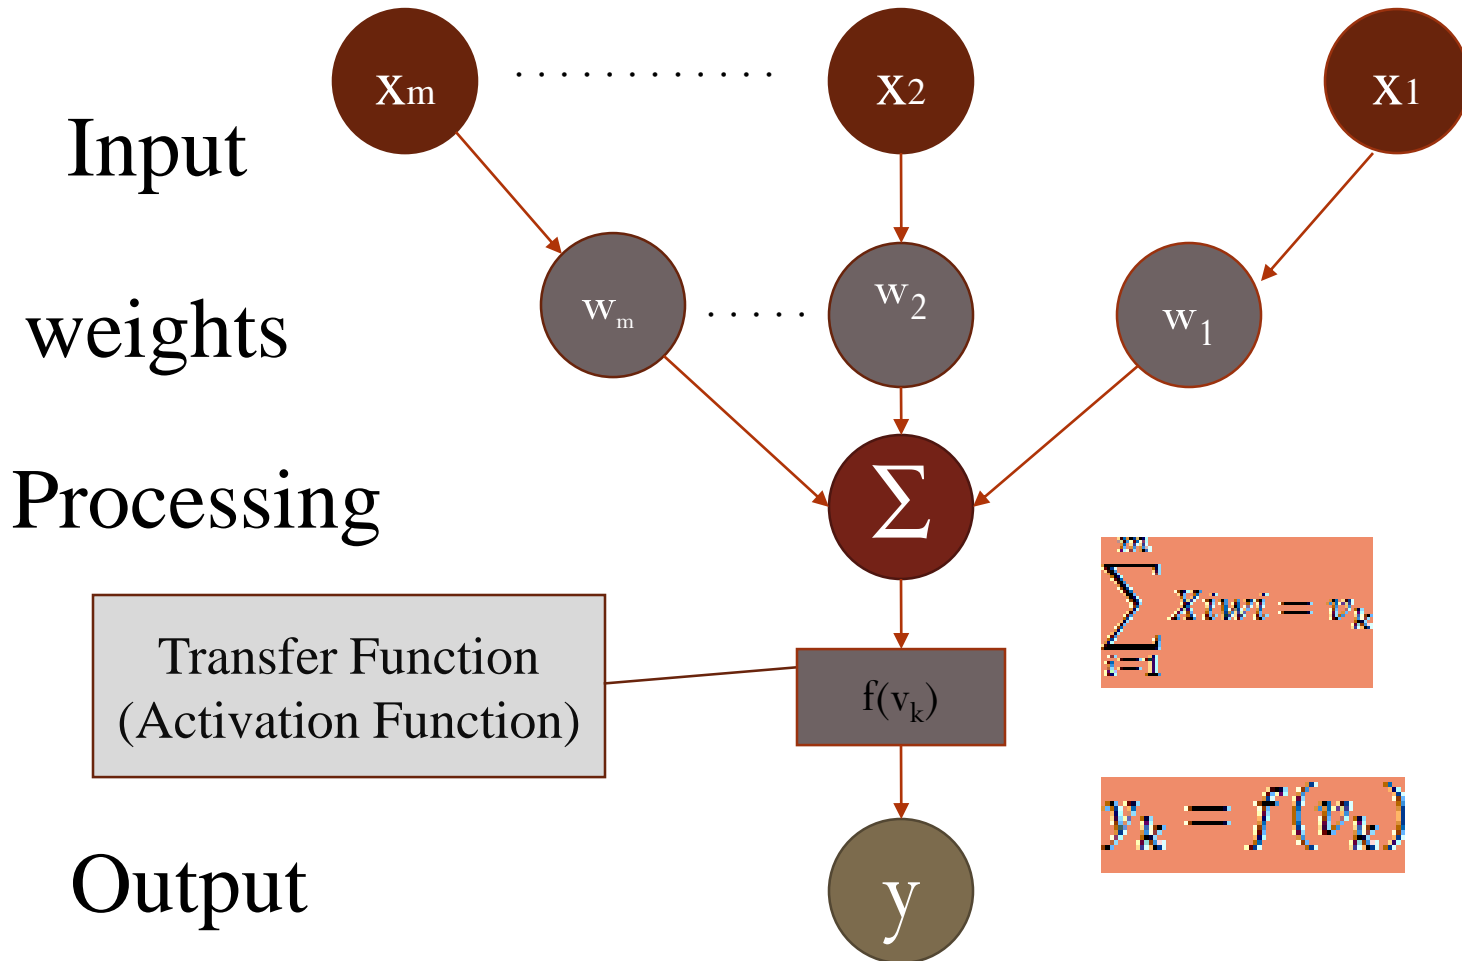 xm ............ x2 x1
Input
wm ..... w2 w1
weights
Σ
Processing
m
∑ Xiwi = vk
i=1
Transfer Function
(Activation Function)
f(vk)
yk = f(vk)
Output
y